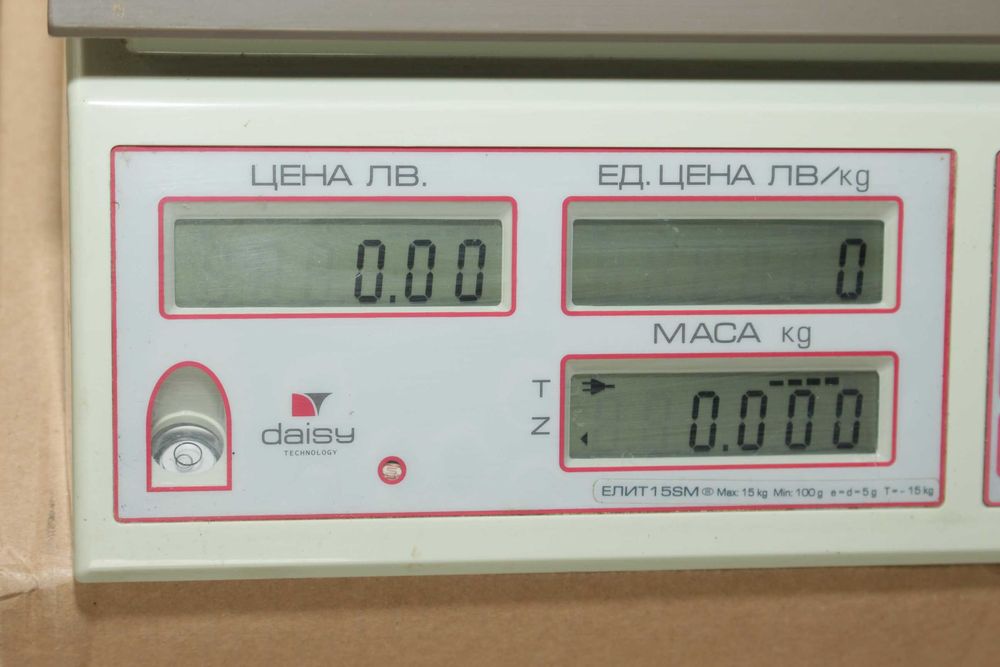 ЦЕНА ЛВ.
ЕД. ЦЕНА ЛВ/kg
0.00
0
МАСА kg
T
0.000
Z
daisy
TECHNOLOGY
S
ЕЛИТ15SM® Max: 15 kg Min: 100 g e=d=5 g T=- 15 kg